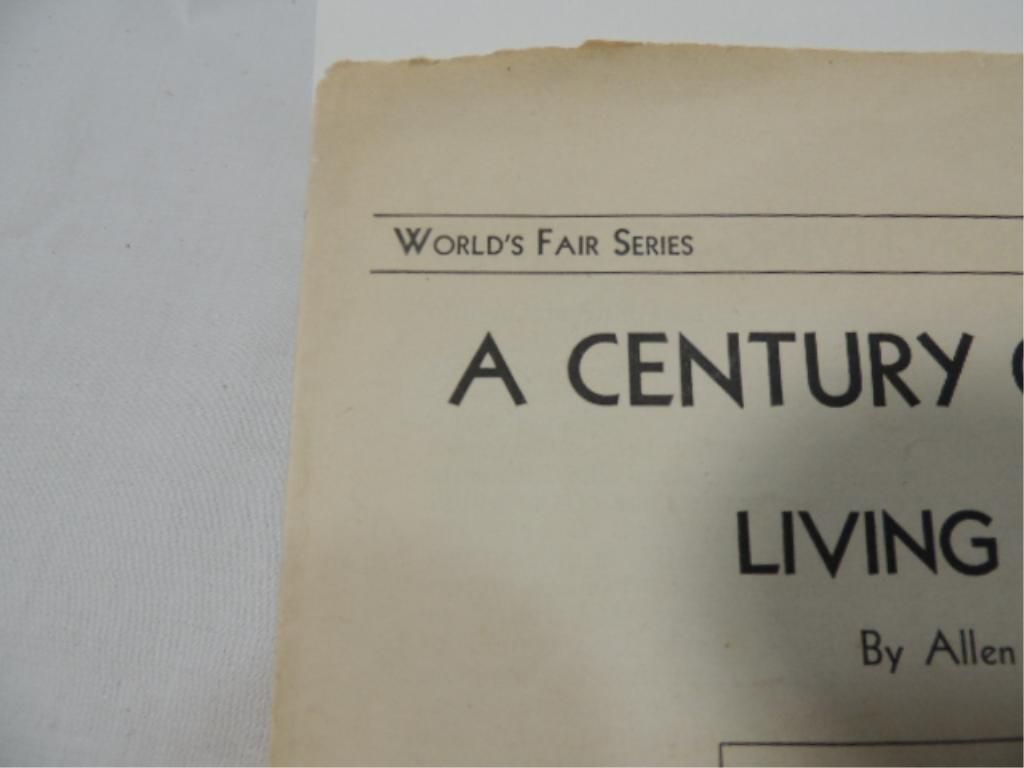 WORLD'S FAIR SERIES
A CENTURY
LIVING
By Allen